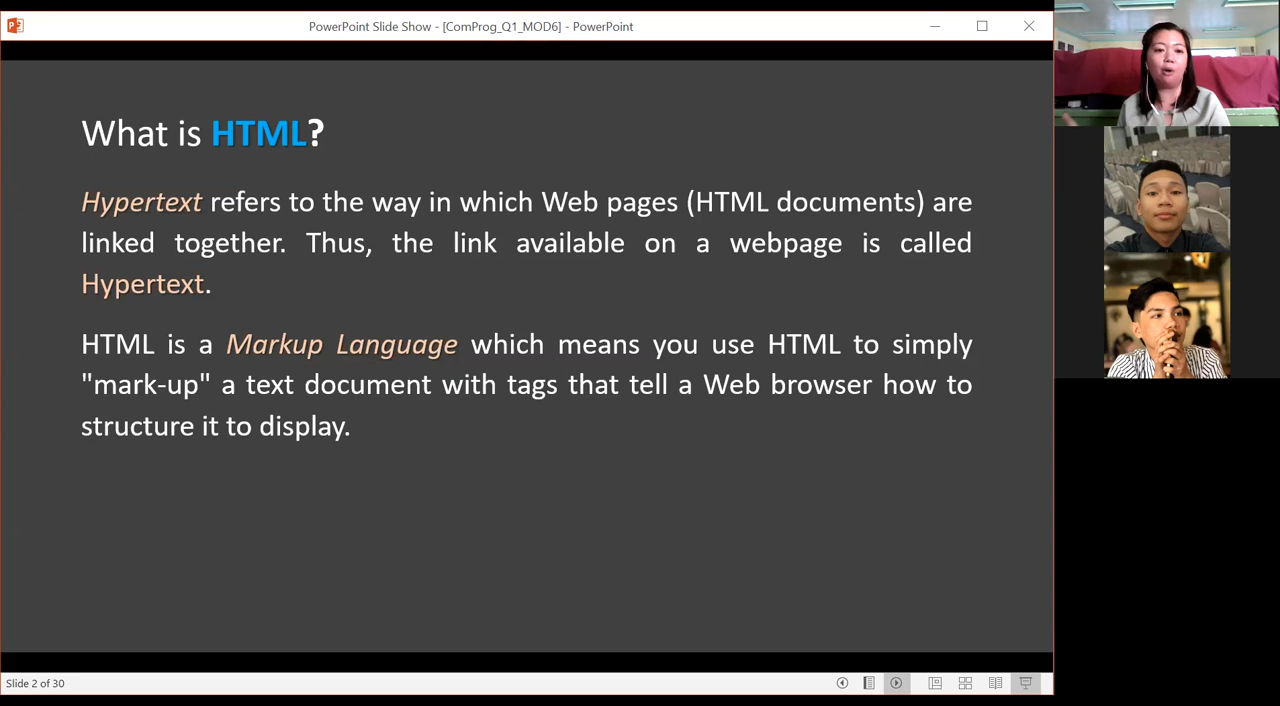 PowerPoint Slide Show - [ComProg_Q1_MOD6] - PowerPoint
What is HTML?
Hypertext refers to the way in which Web pages (HTML documents) are
linked together. Thus, the link available on a webpage is called
Hypertext.
HTML is a Markup Language which means you use HTML to simply
"mark-up" a text document with tags that tell a Web browser how to
structure it to display.
Slide 2 of 30